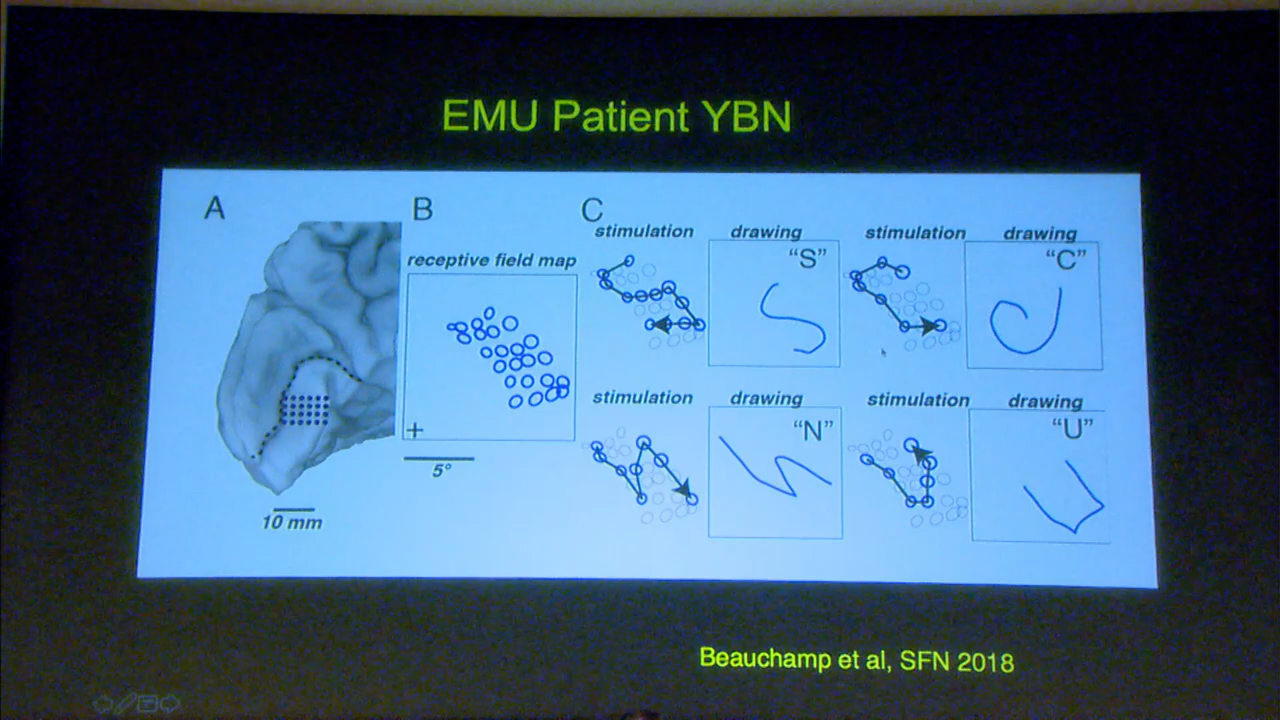 EMU Patient YBN
A
B
C
receptive field map
+
5°
10 mm
stimulation
drawing
"S"
stimulation
drawing
"C"
stimulation
drawing
"N"
stimulation
drawing
"U"
Beauchamp et al, SFN 2018